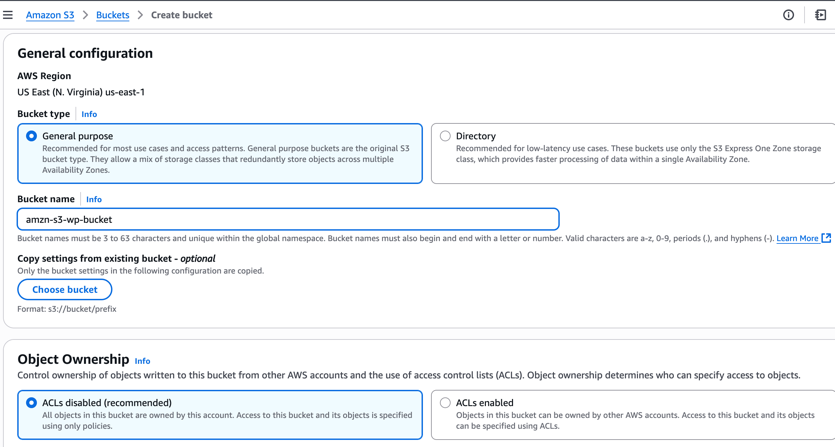 Amazon S3 > Buckets > Create bucket
General configuration
AWS Region
US East (N. Virginia) us-east-1
Bucket type Info
General purpose
Recommended for most use cases and access patterns. General purpose buckets are the original S3
bucket type. They allow a mix of storage classes that redundantly store objects across multiple
Availability Zones.
Directory
Recommended for low-latency use cases. These buckets use only the S3 Express One Zone storage
class, which provides faster processing of data within a single Availability Zone.
Bucket name Info
amzn-s3-wp-bucket
Bucket names must be 3 to 63 characters and unique within the global namespace. Bucket names must also begin and end with a letter or number. Valid characters are a-z, 0-9, periods (.), and hyphens (-). Learn More
Copy settings from existing bucket - optional
Only the bucket settings in the following configuration are copied.
Choose bucket
Format: s3://bucket/prefix
Object Ownership Info
Control ownership of objects written to this bucket from other AWS accounts and the use of access control lists (ACLs). Object ownership determines who can specify access to objects.
ACLs disabled (recommended)
All objects in this bucket are owned by this account. Access to this bucket and its objects is specified
using only policies.
ACLs enabled
Objects in this bucket can be owned by other AWS accounts. Access to this bucket and its objects
can be specified using ACLs.